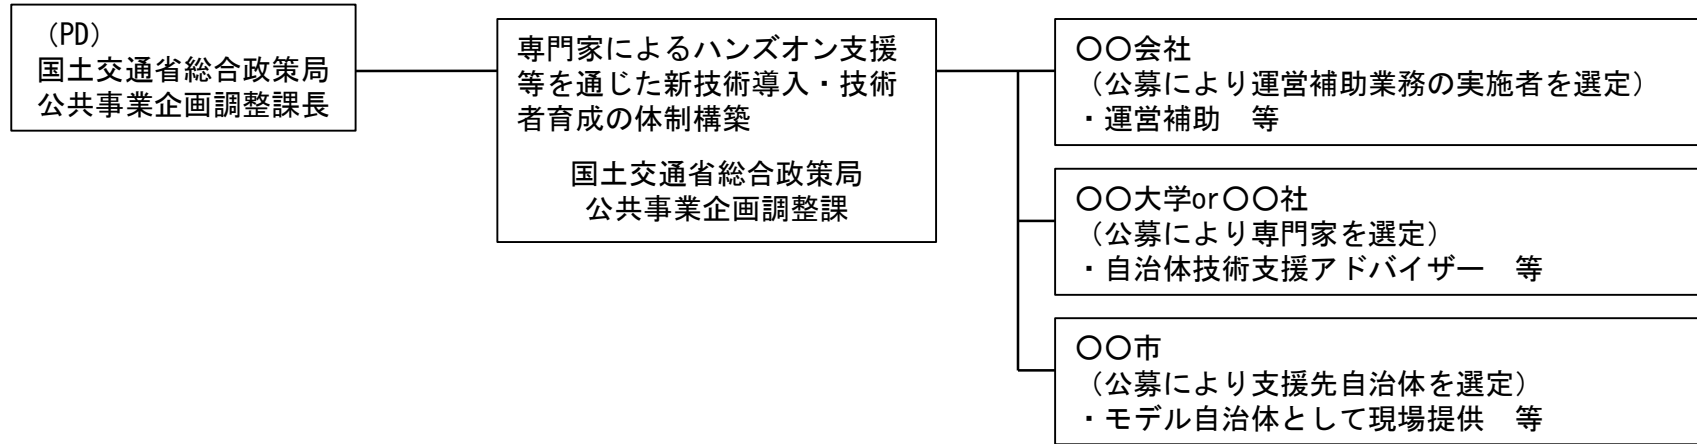 （PD）
国土交通省総合政策局
公共事業企画調整課長
専門家によるハンズオン支援
等を通じた新技術導入・技術
者育成の体制構築
国土交通省総合政策局
公共事業企画調整課
〇〇会社
（公募により運営補助業務の実施者を選定）
・運営補助　等
〇〇大学or〇〇社
（公募により専門家を選定）
・自治体技術支援アドバイザー　等
〇〇市
（公募により支援先自治体を選定）
・モデル自治体として現場提供　等